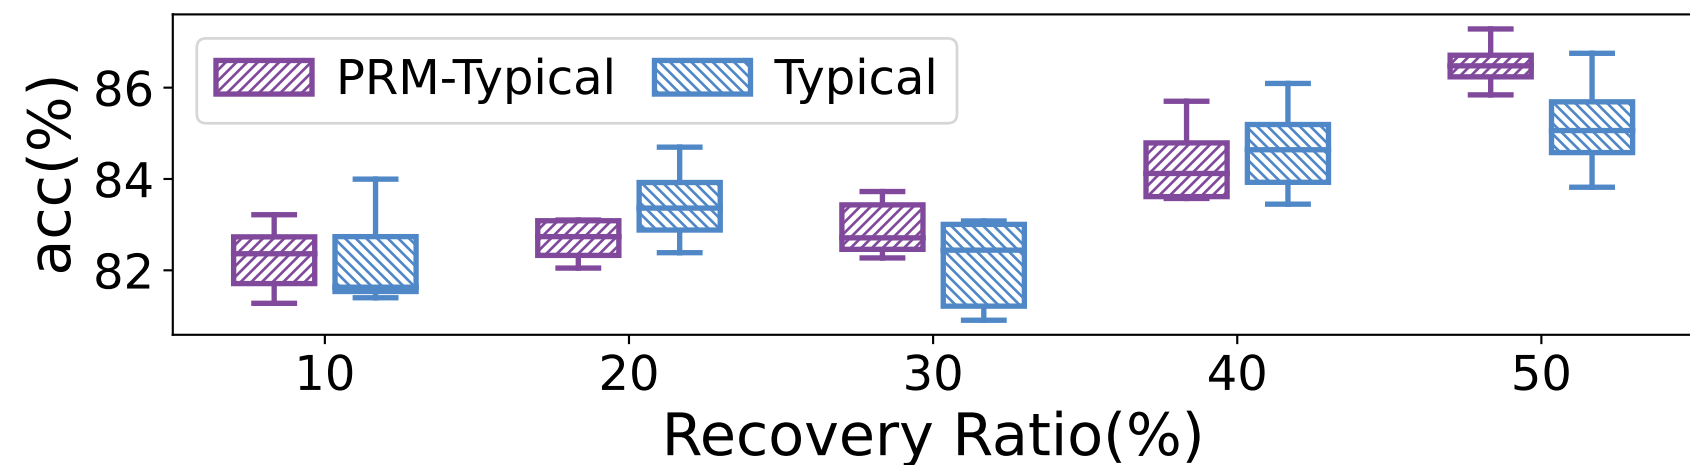 PRM-Typical Typical
acc(%)
86
84
82
10 20 30 40 50
Recovery Ratio(%)